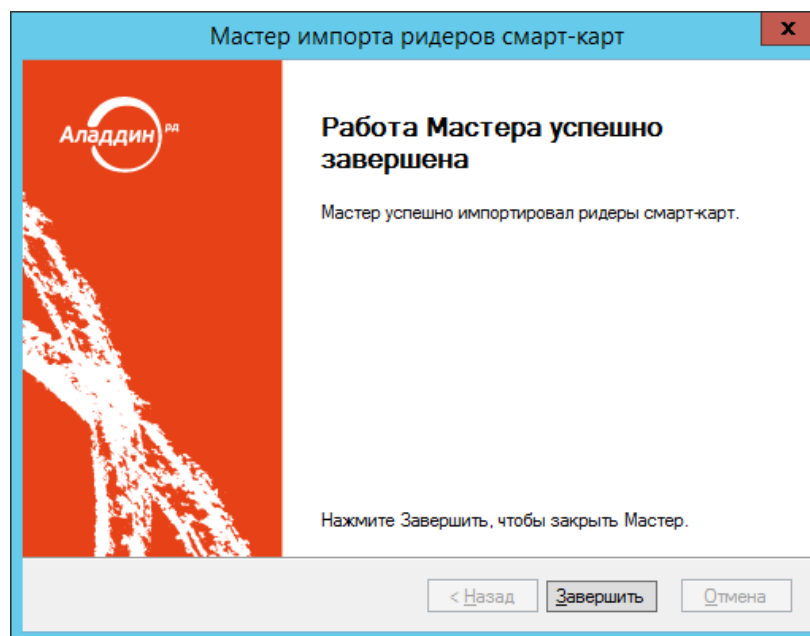 Мастер импорта ридеров смарт-карт
x
Аладдин РД
Работа Мастера успешно
завершена
Мастер успешно импортировал ридеры смарт-карт.
Нажмите Завершить, чтобы закрыть Мастер.
< Назад Завершить Отмена